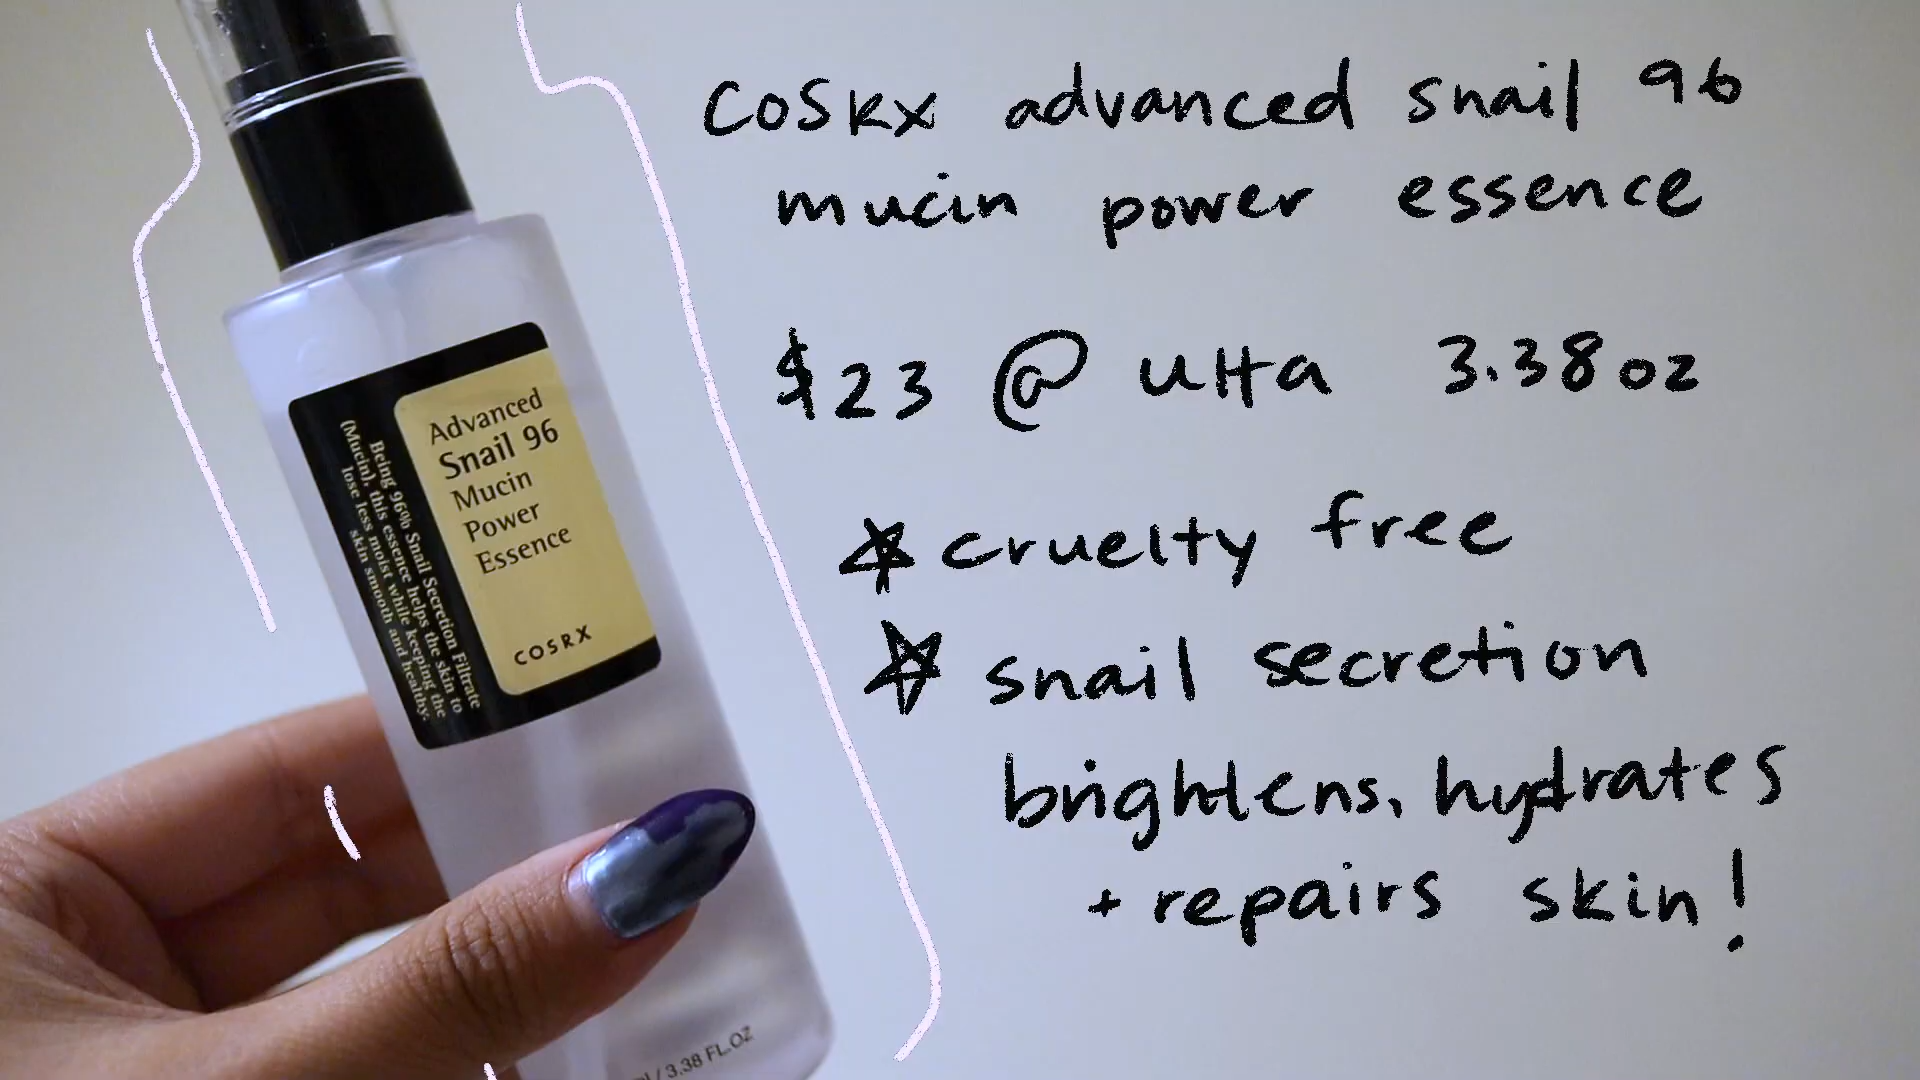 Advanced
Snail 96
Mucin
Power
Essence
COSRX
Being 96% Snail Secretion Filtrate
(Mucin), this essence helps the skin to
lose less moist while keeping the
skin smooth and healthy.
/ 3.38 FL.OZ
COSRX advanced snail 96
mucin power essence
$23 @ ulta 3.38oz
cruelty free
snail secretion
brightens, hydrates
+ repairs skin!